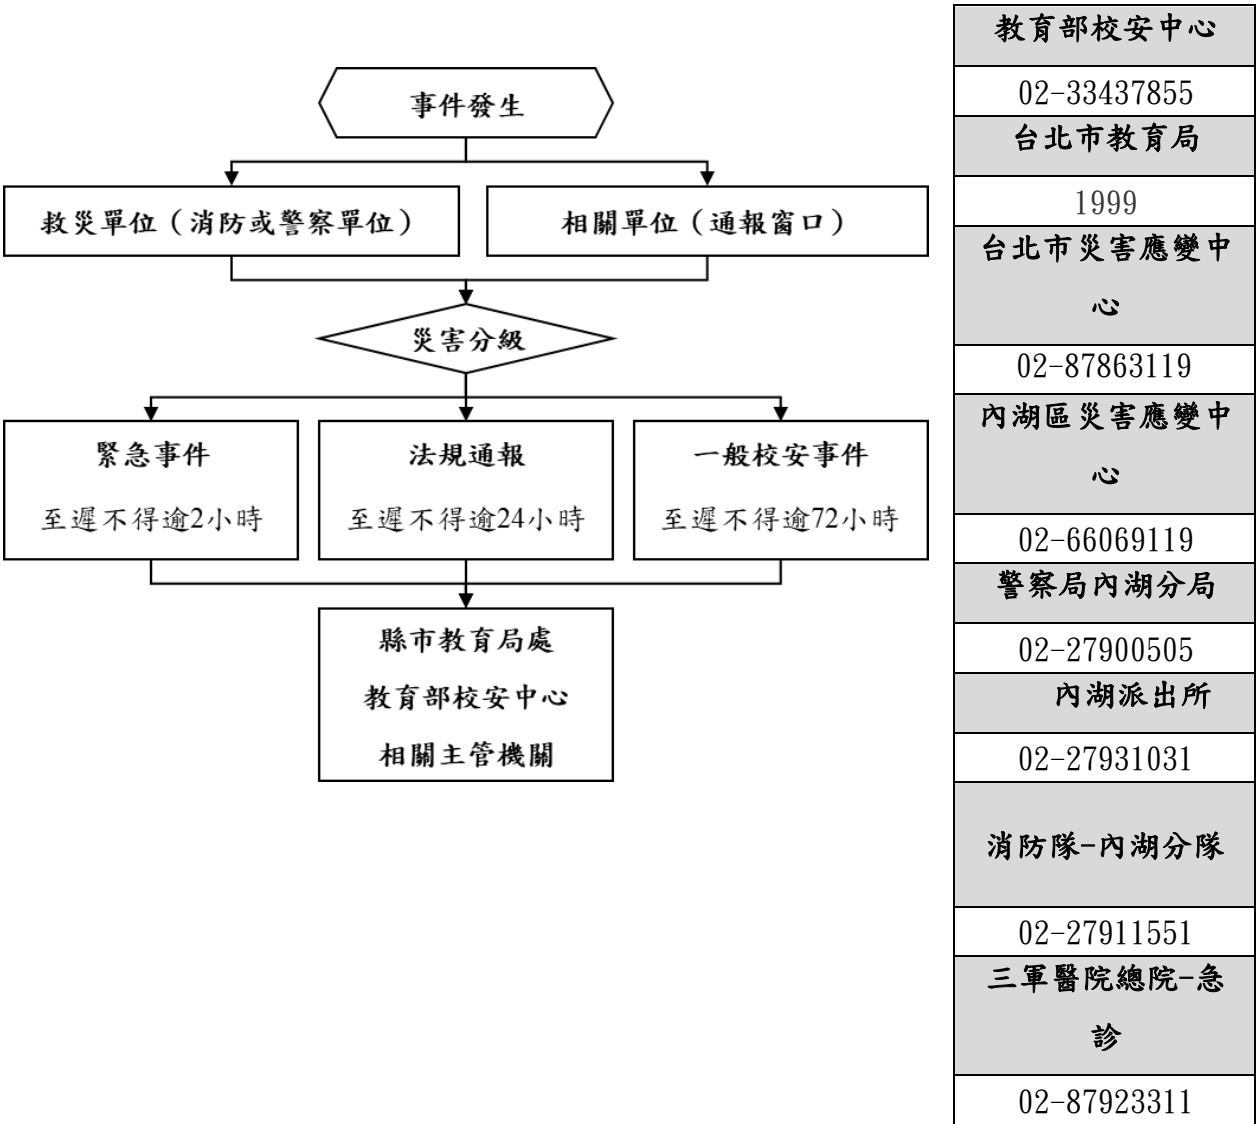 事件發生
救災單位（消防或警察單位）
相關單位（通報窗口）
災害分級
緊急事件
至遲不得逾2小時
法規通報
至遲不得逾24小時
一般校安事件
至遲不得逾72小時
縣市教育局處
教育部校安中心
相關主管機關
教育部校安中心
02-33437855
台北市教育局
1999
台北市災害應變中
心
02-87863119
內湖區災害應變中
心
02-66069119
警察局內湖分局
02-27900505
內湖派出所
02-27931031
消防隊-內湖分隊
02-27911551
三軍醫院總院-急
診
02-87923311